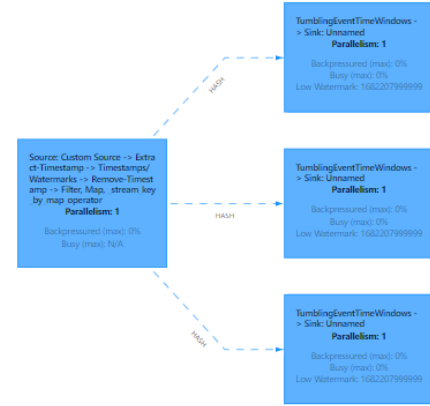 TumblingEventTimeWindows -
> Sink: Unnamed
Parallelism: 1
Backpressured (max): 0%
Busy (max): 0%
Low Watermark: 1682207999999
HASH
Source: Custom Source -> Extra
ct-Timestamp -> Timestamps/
Watermarks -> Remove-Timest
amp -> Filter, Map, _stream_key
_by_map_operator
Parallelism: 1
Backpressured (max): 0%
Busy (max): N/A
HASH
TumblingEventTimeWindows -
> Sink: Unnamed
Parallelism: 1
Backpressured (max): 0%
Busy (max): 0%
Low Watermark: 1682207999999
HASH
TumblingEventTimeWindows -
> Sink: Unnamed
Parallelism: 1
Backpressured (max): 0%
Busy (max): 0%
Low Watermark: 1682207999999